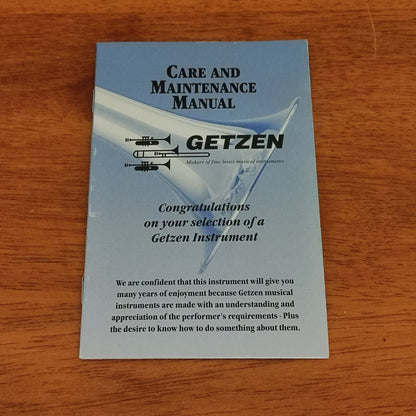 CARE AND
MAINTENANCE
MANUAL
GETZEN
Makers of fine brass musical instruments
Congratulations
on your selection of a
Getzen Instrument
We are confident that this instrument will give you
many years of enjoyment because Getzen musical
instruments are made with an understanding and
appreciation of the performer's requirements - Plus
the desire to know how to do something about them.